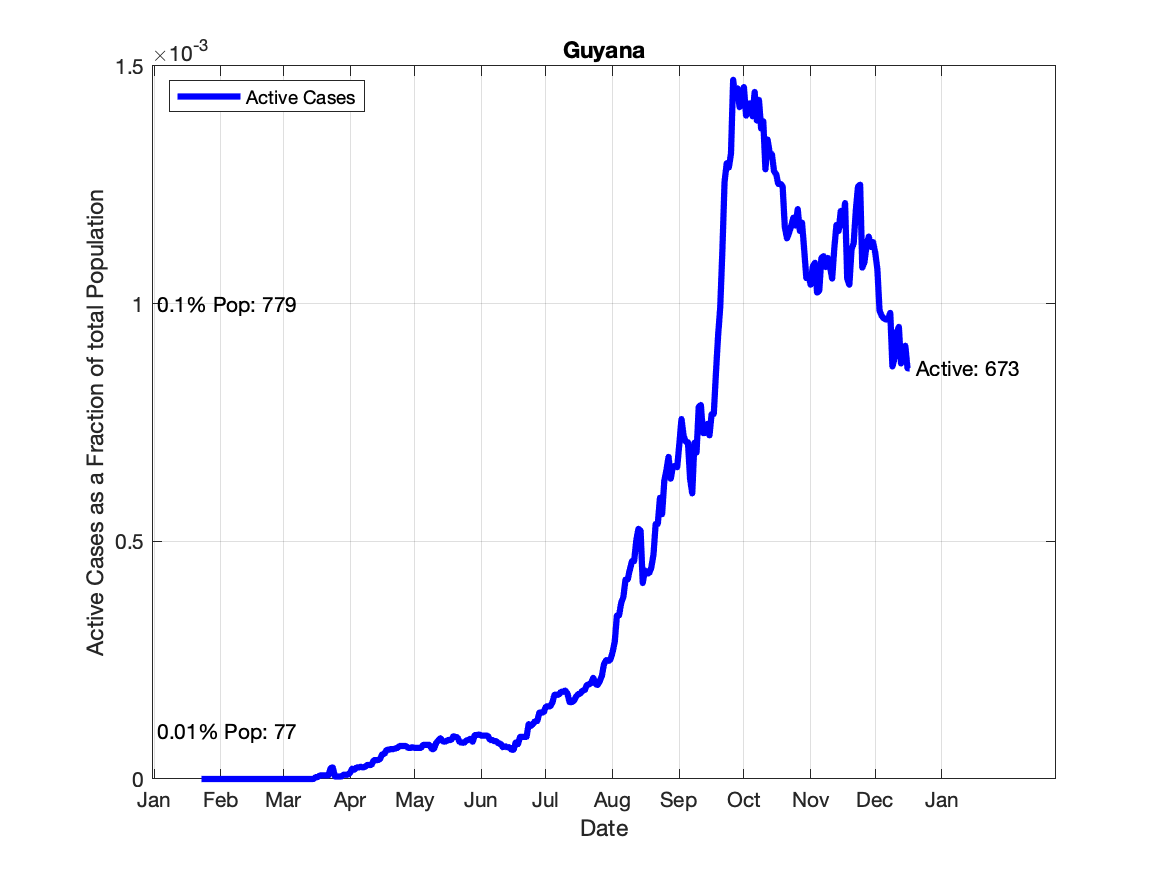 Guyana
×10-3
1.5
Active Cases
1
0.1% Pop: 779
Active: 673
0.5
0.01% Pop: 77
0
Active Cases as a Fraction of total Population
Jan Feb Mar Apr May Jun Jul Aug Sep Oct Nov Dec Jan
Date